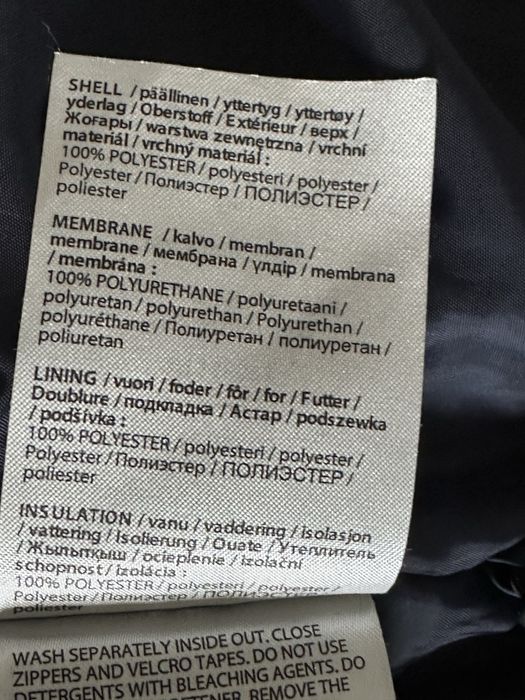 SHELL / päällinen / yttertyg / yttertøy /
yderlag / Oberstoff / Extérieur / верх /
Жоғары / warstwa zewnętrzna / vrchní
materiál / vrchný materiál :
100% POLYESTER / polyesteri / polyester /
Polyester / Полиэстер / ПОЛИЭСТЕР /
poliester
MEMBRANE / kalvo / membran /
membrane / мембрана / үлдір / membrana
/ membrána :
100% POLYURETHANE / polyuretaani /
polyuretan / polyurethan / Polyurethan /
polyuréthane / Полиуретан / полиуретан /
poliuretan
LINING / vuori / foder / fôr / for / Futter /
Doublure / подкладка / Астар / podszewka
/ podšívka :
100% POLYESTER / polyesteri / polyester /
Polyester / Полиэстер / ПОЛИЭСТЕР /
poliester
INSULATION / vanu / vaddering / isolasjon
/ vattering / Isolierung / Ouate / Утеплитель
/ Жылытқыш / ocieplenie / izolační
schopnost / izolácia :
100% POLYESTER / polyesteri / polyester /
Polyester / Полиэстер / ПОЛИЭСТЕР /
poliester
WASH SEPARATELY INSIDE OUT. CLOSE
ZIPPERS AND VELCRO TAPES. DO NOT USE
DETERGENTS WITH BLEACHING AGENTS. DO
SOFTENER. REMOVE THE